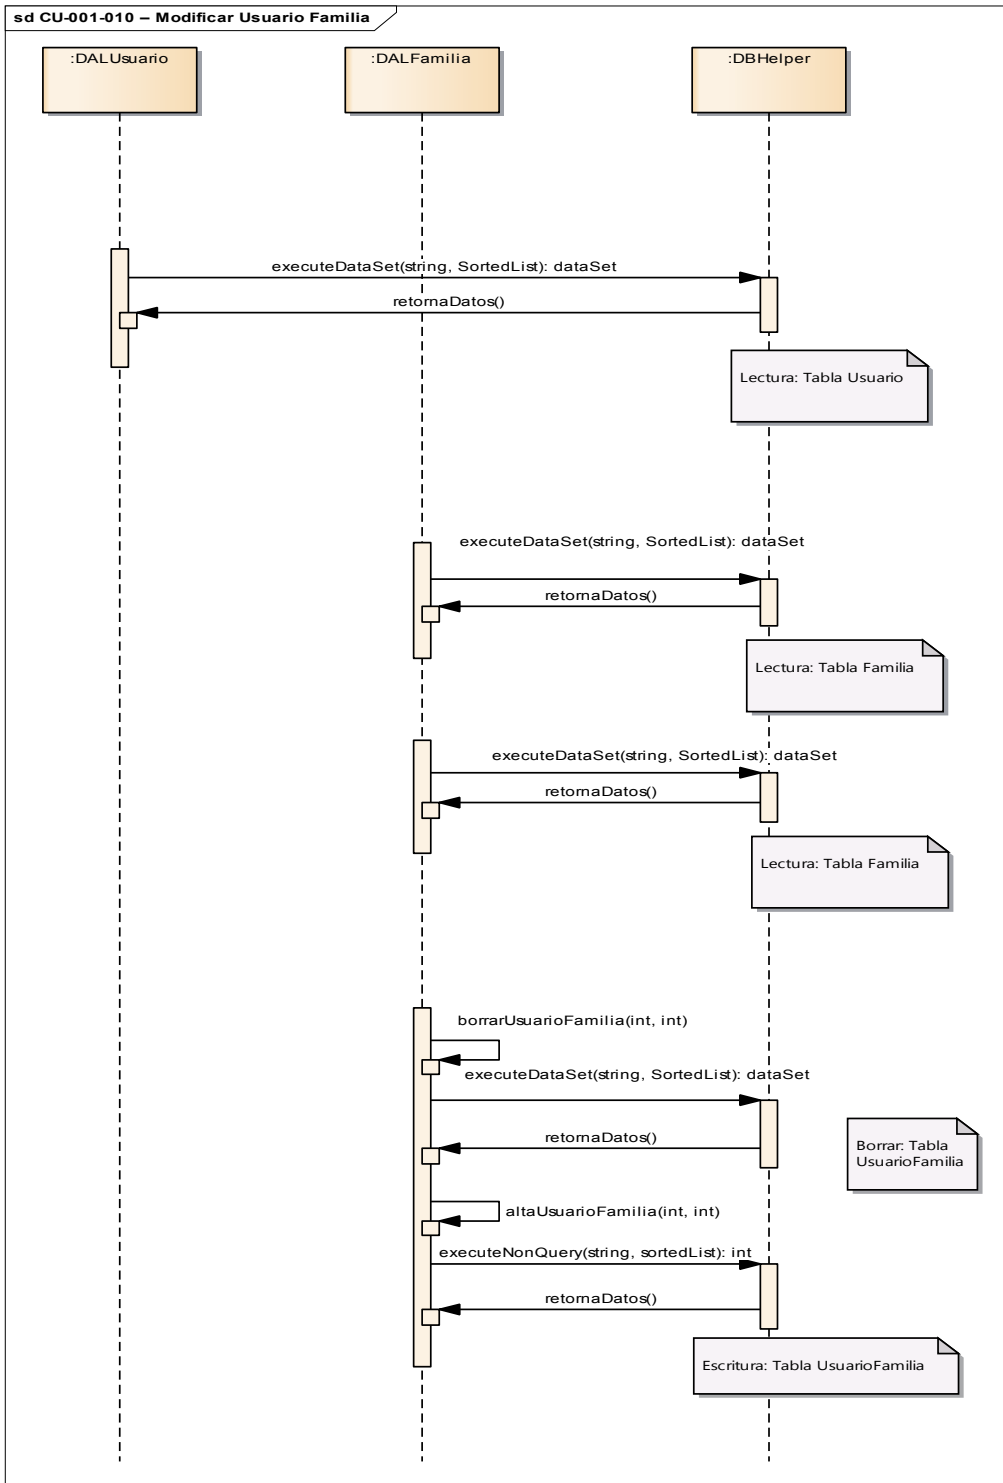 sd CU-001-010 – Modificar Usuario Familia
:DALUsuario
:DALFamilia
:DBHelper
executeDataSet(string, SortedList): dataSet
retornaDatos()
Lectura: Tabla Usuario
executeDataSet(string, SortedList): dataSet
retornaDatos()
Lectura: Tabla Familia
executeDataSet(string, SortedList): dataSet
retornaDatos()
Lectura: Tabla Familia
borrarUsuarioFamilia(int, int)
executeDataSet(string, SortedList): dataSet
retornaDatos()
Borrar: Tabla
UsuarioFamilia
altaUsuarioFamilia(int, int)
executeNonQuery(string, sortedList): int
retornaDatos()
Escritura: Tabla UsuarioFamilia